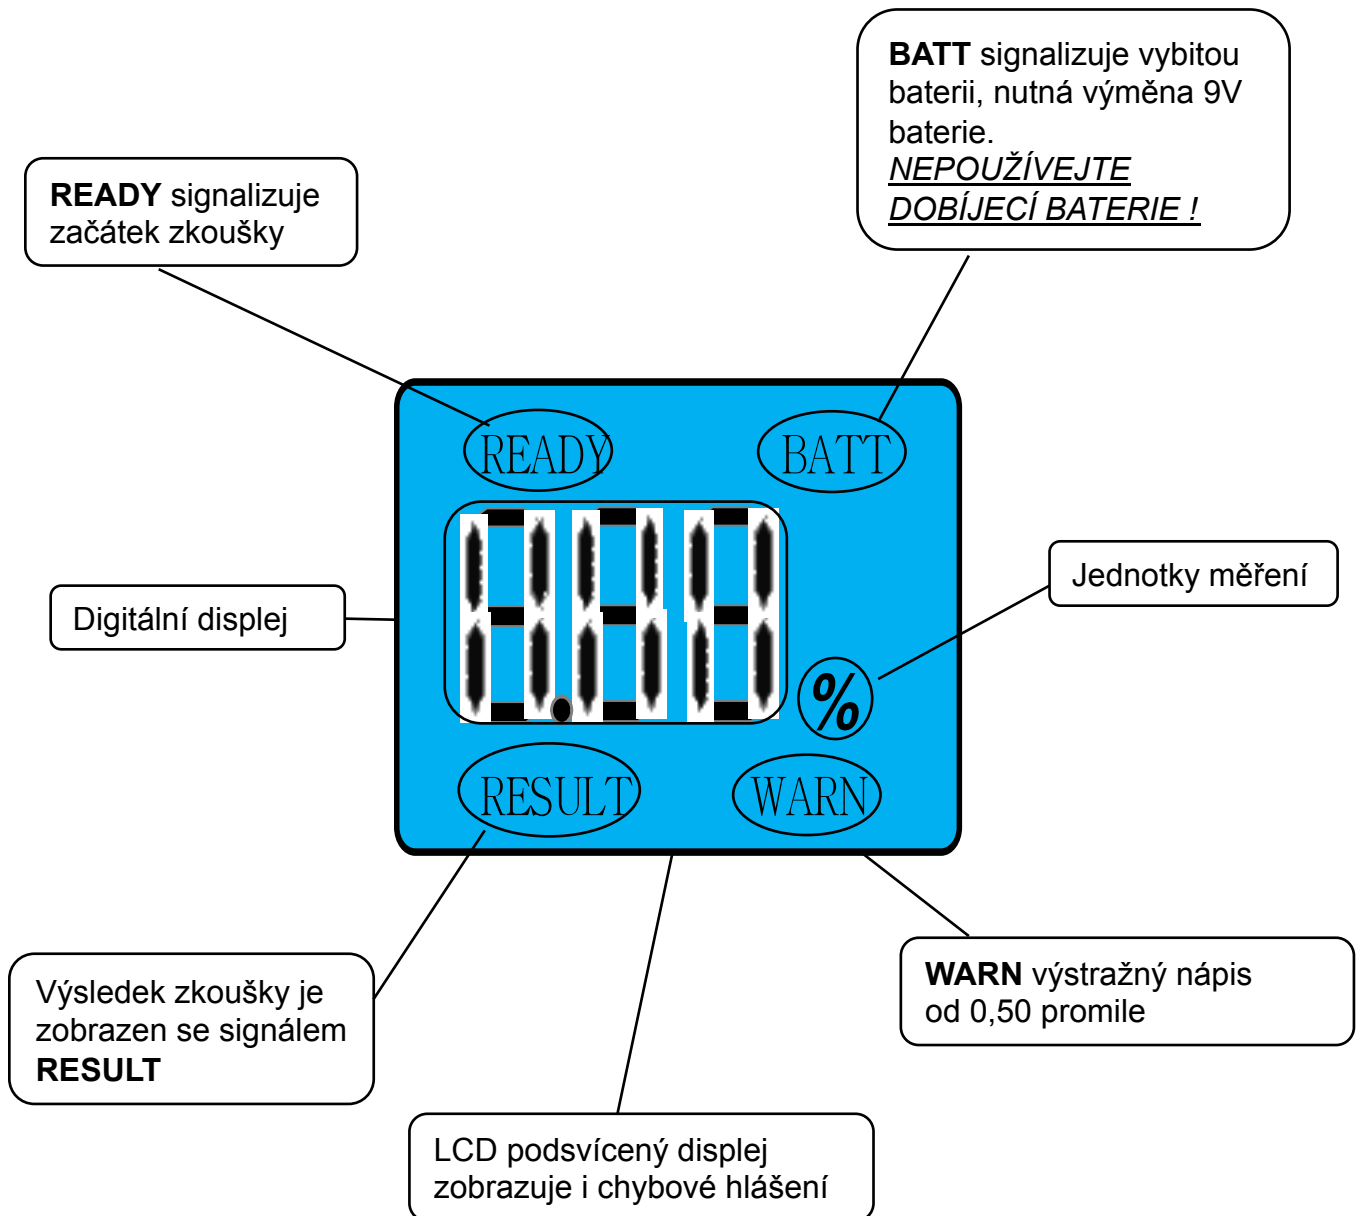 BATT signalizuje vybitou
baterii, nutná výměna 9V
baterie.
NEPOUŽÍVEJTE
DOBÍJECÍ BATERIE !
READY signalizuje
začátek zkoušky
READY
BATT
Jednotky měření
Digitální displej
8.88
%
RESULT
WARN
Výsledek zkoušky je
zobrazen se signálem
RESULT
WARN výstražný nápis
od 0,50 promile
LCD podsvícený displej
zobrazuje i chybové hlášení